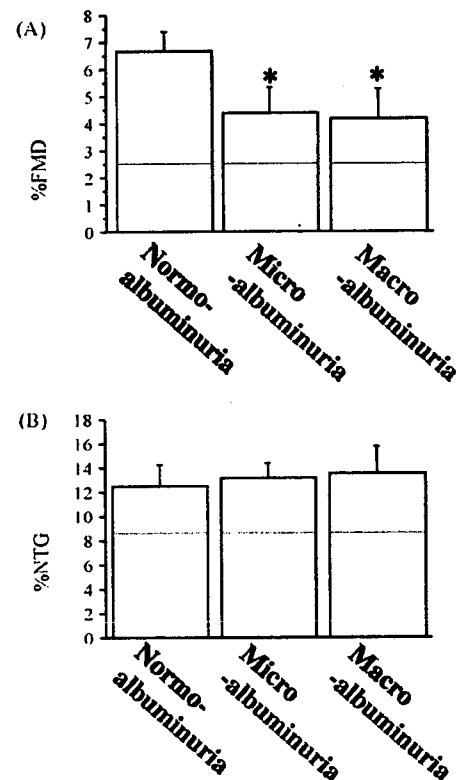 (A)
8
7
6
5
4
3
2
1
0
%FMD
* *
Normo-
albuminuria
Micro
-albuminuria
Macro
-albuminuria
(B)
18
16
14
12
10
8
6
4
2
0
%NTG
Normo-
albuminuria
Micro
-albuminuria
Macro
-albuminuria